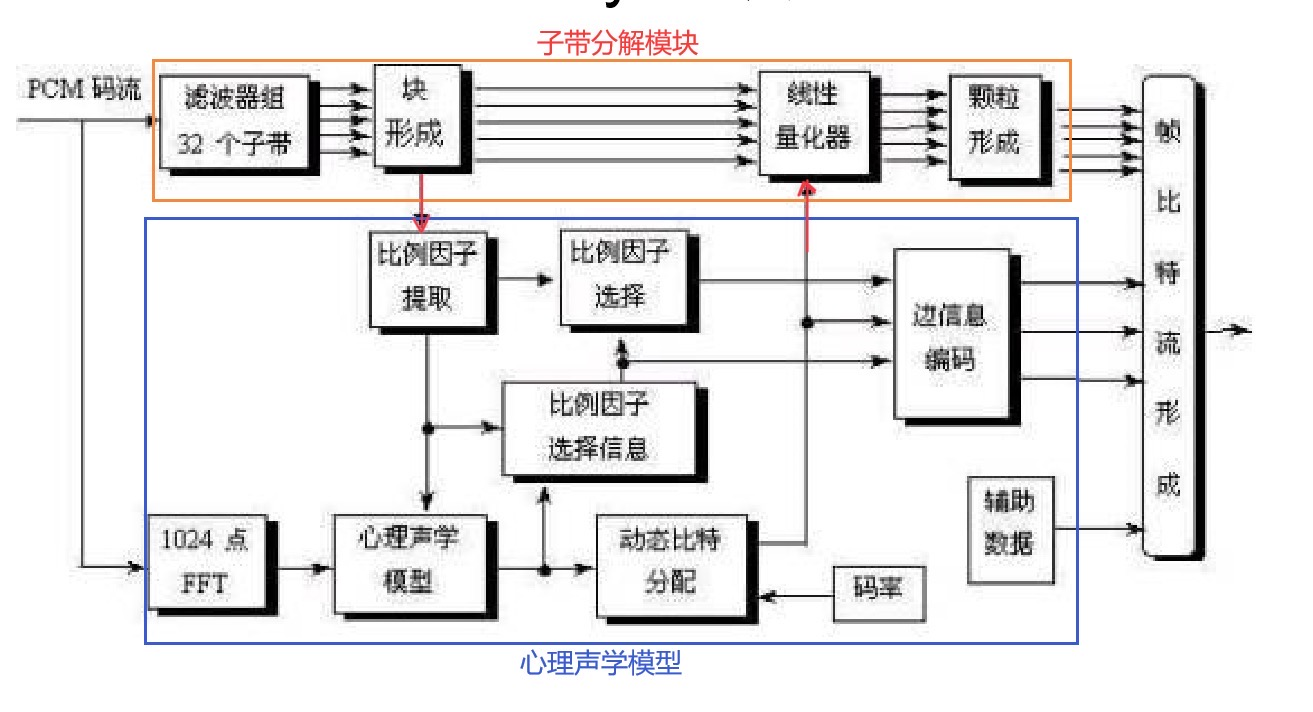 子带分解模块
PCM 码流
滤波器组
32 个子带
块
形成
线性
量化器
颗粒
形成
帧
比
特
流
形
成
比例因子
提取
比例因子
选择
边信息
编码
比例因子
选择信息
1024 点
FFT
心理声学
模型
动态比特
分配
码率
辅助
数据
心理声学模型